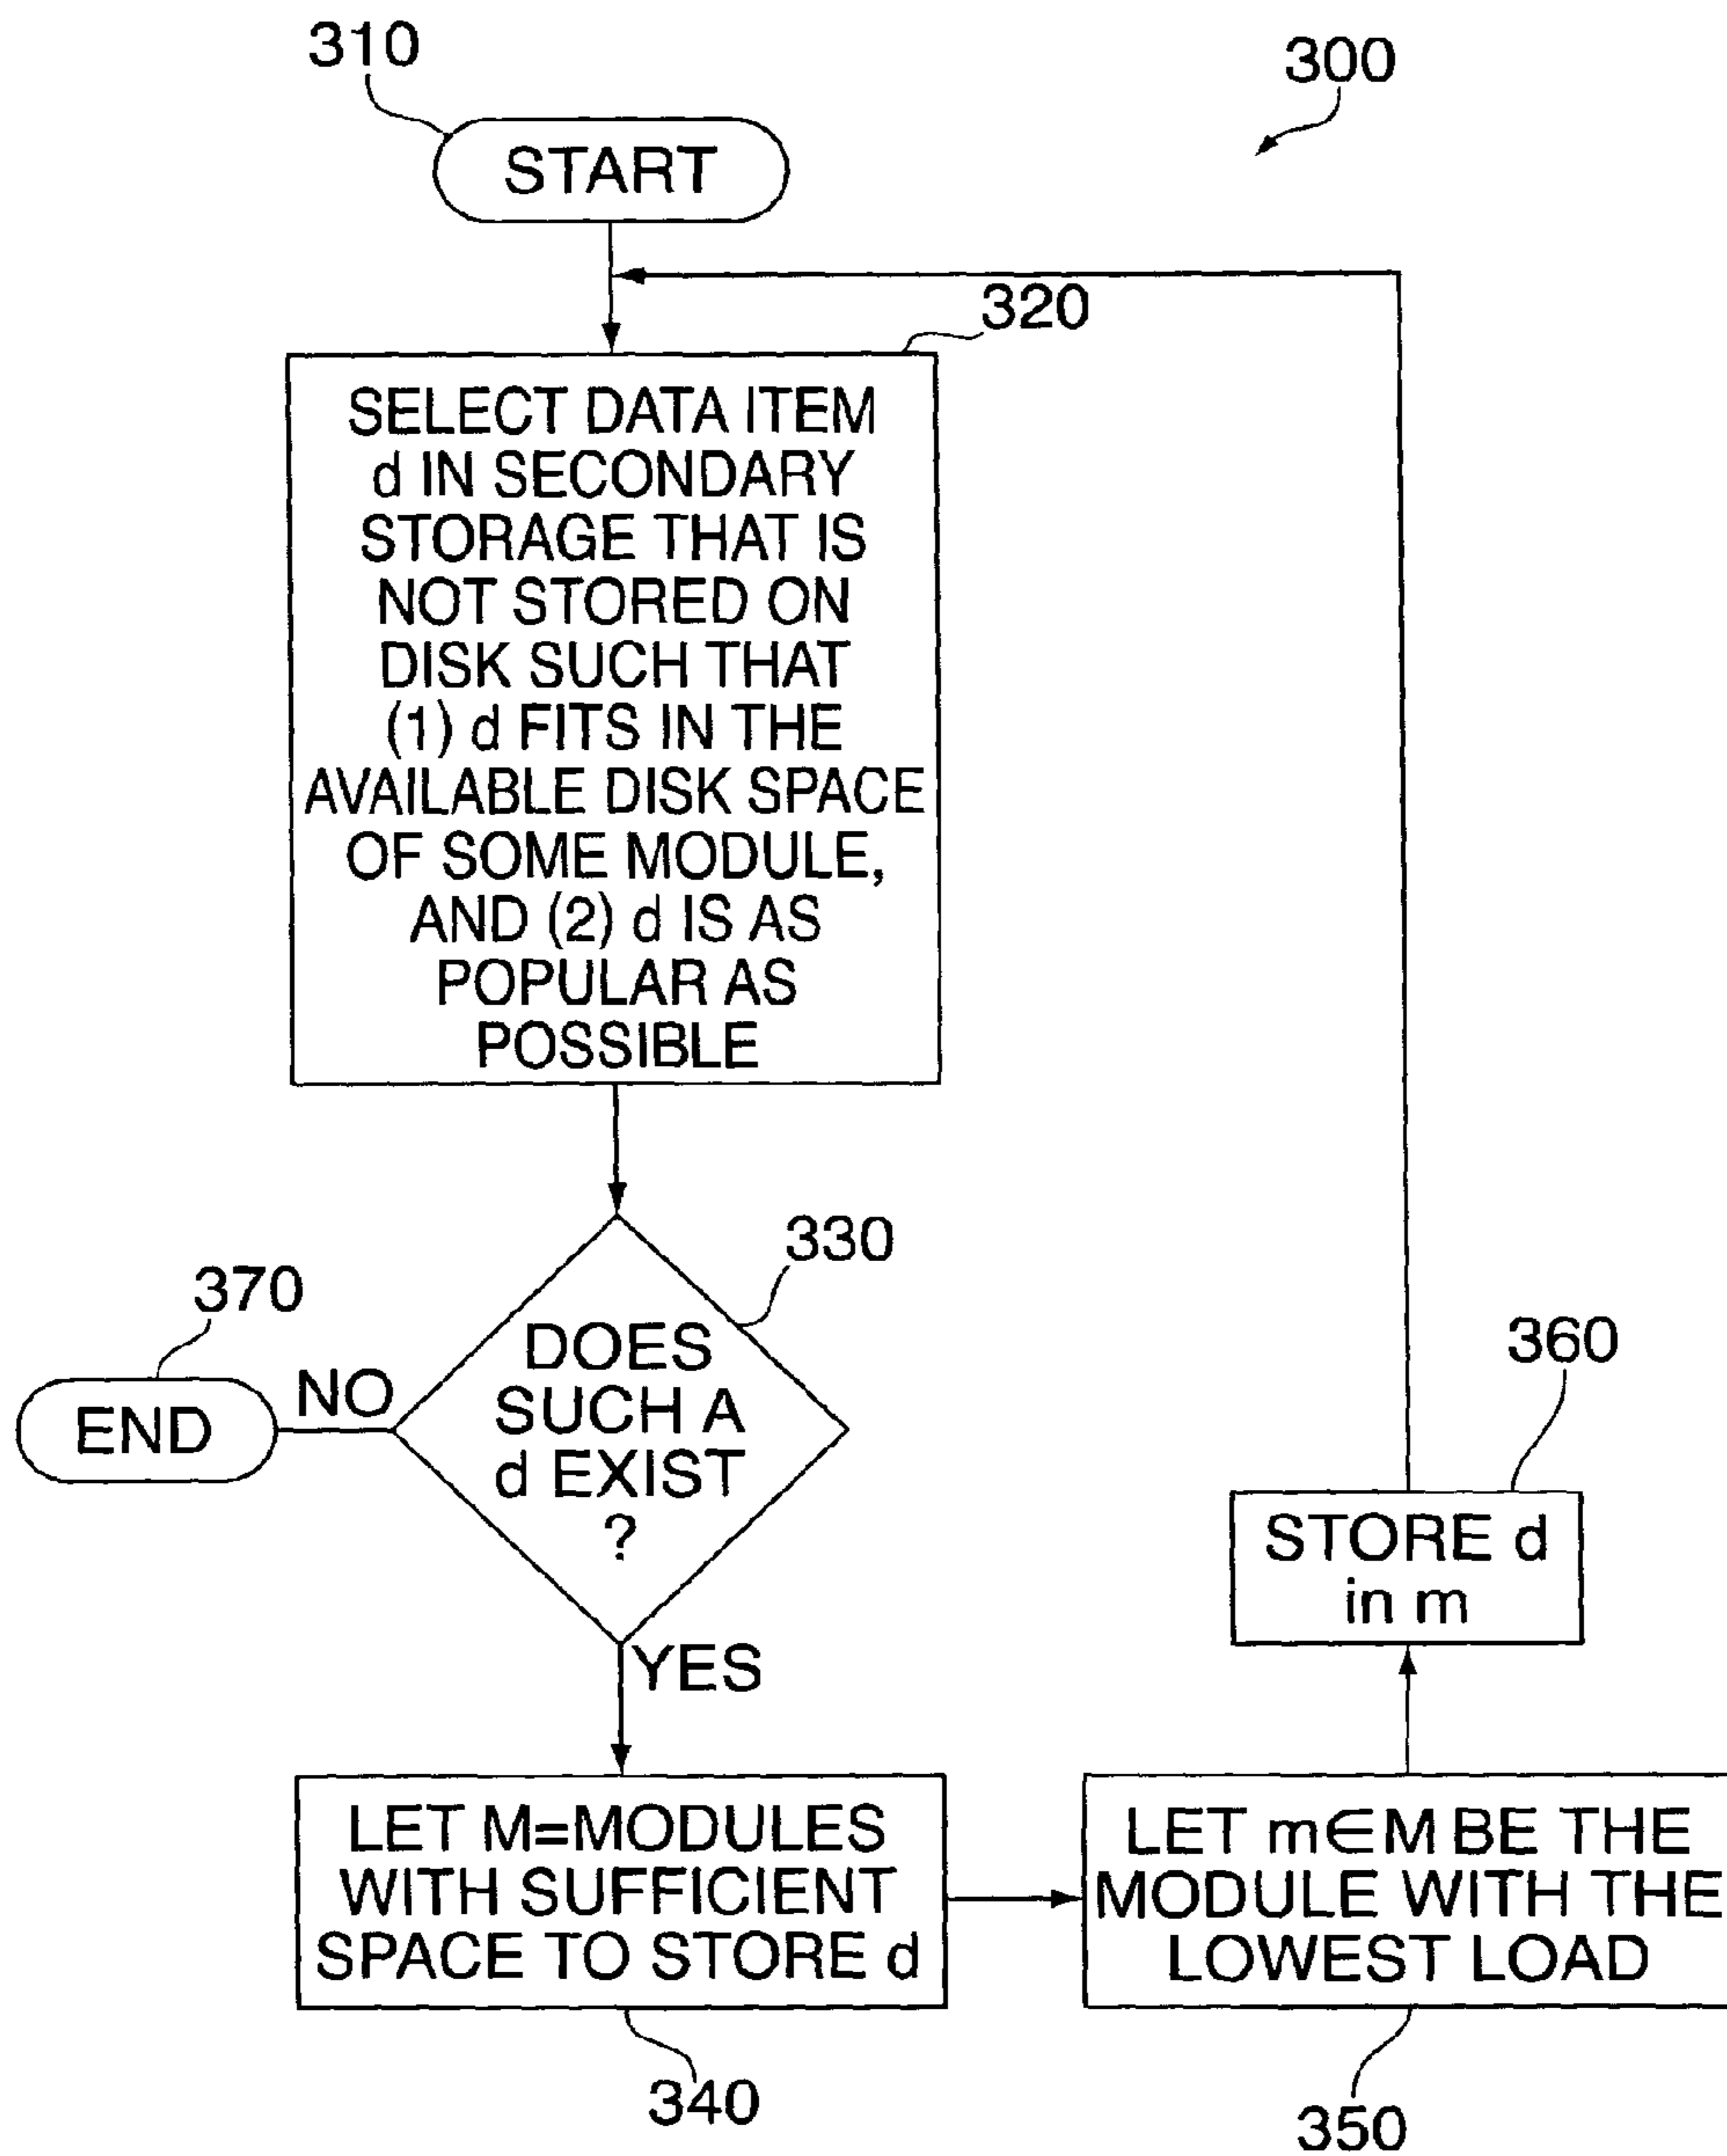 310
300
START
320
SELECT DATA ITEM
d IN SECONDARY
STORAGE THAT IS
NOT STORED ON
DISK SUCH THAT
(1) d FITS IN THE
AVAILABLE DISK SPACE
OF SOME MODULE,
AND (2) d IS AS
POPULAR AS
POSSIBLE
330
370
DOES
SUCH A
d EXIST
?
NO
END
YES
360
STORE d
in m
LET M=MODULES
WITH SUFFICIENT
SPACE TO STORE d
LET m∈M BE THE
MODULE WITH THE
LOWEST LOAD
340
350